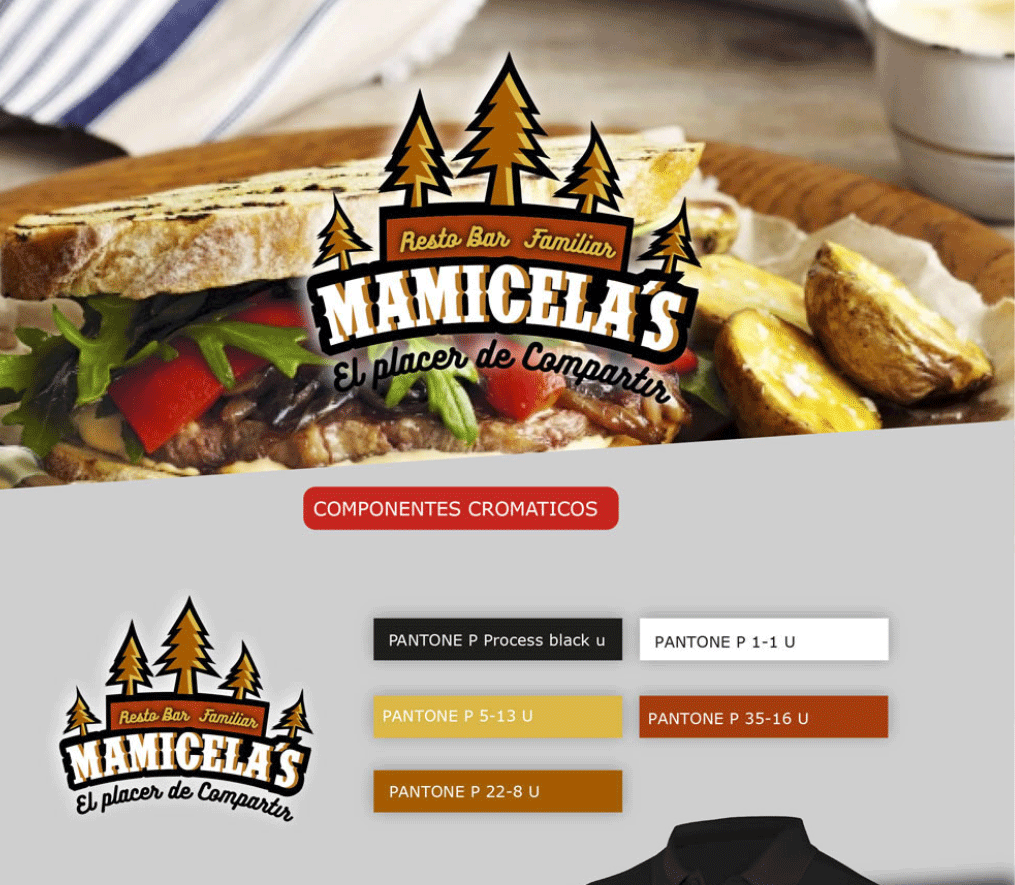 Resto Bar Familiar
MAMICELA´S
El placer de Compartir
COMPONENTES CROMATICOS
Resto Bar Familiar
MAMICELA´S
El placer de Compartir
PANTONE P Process black u
PANTONE P 1-1 U
PANTONE P 5-13 U
PANTONE P 35-16 U
PANTONE P 22-8 U